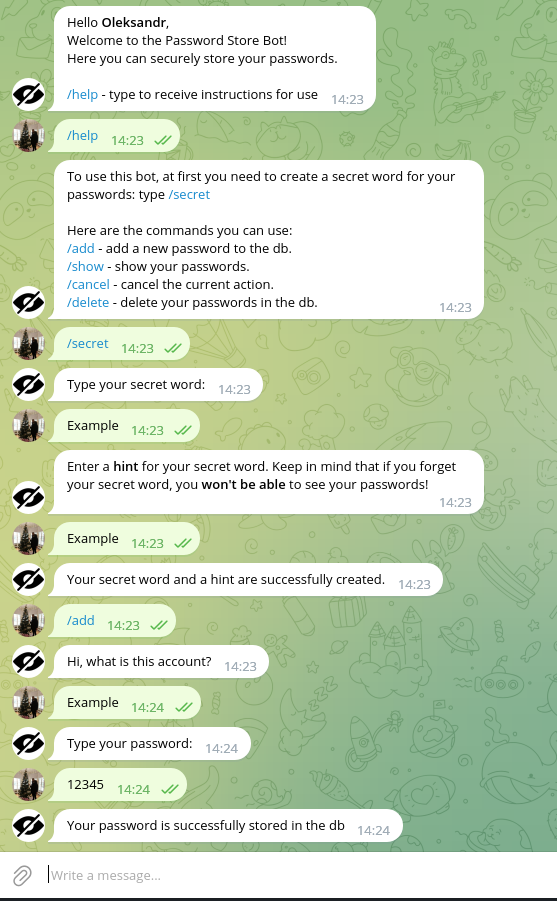 Hello Oleksandr,
Welcome to the Password Store Bot!
Here you can securely store your passwords.
/help - type to receive instructions for use 14:23
/help 14:23
To use this bot, at first you need to create a secret word for your
passwords: type /secret
Here are the commands you can use:
/add - add a new password to the db.
/show - show your passwords.
/cancel - cancel the current action.
/delete - delete your passwords in the db.
14:23
/secret 14:23
Type your secret word: 14:23
Example 14:23
Enter a hint for your secret word. Keep in mind that if you forget
your secret word, you won't be able to see your passwords!
14:23
Example 14:23
Your secret word and a hint are successfully created. 14:23
/add 14:23
Hi, what is this account? 14:23
Example 14:24
Type your password: 14:24
12345 14:24
Your password is successfully stored in the db 14:24
Write a message...